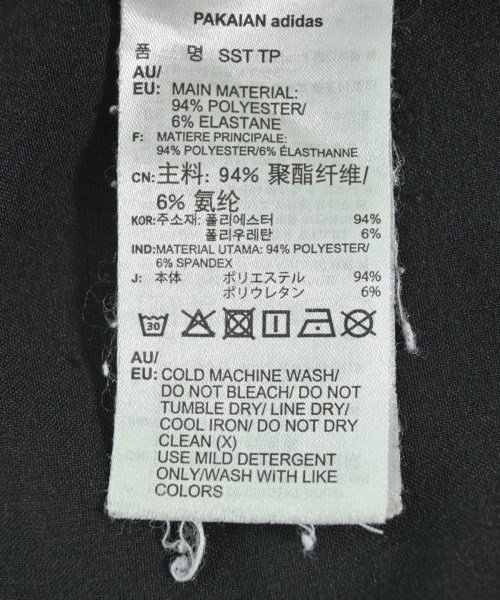 PAKAIAN adidas
품 명 SST TP
AU/
EU: MAIN MATERIAL:
94% POLYESTER/
6% ELASTANE
F: MATIERE PRINCIPALE:
94% POLYESTER/6% ÉLASTHANNE
CN:主料: 94% 聚酯纤维/
6% 氨纶
KOR:주소재: 폴리에스터 94%
폴리우레탄 6%
IND:MATERIAL UTAMA: 94% POLYESTER/
6% SPANDEX
J: 本体 ポリエステル 94%
ポリウレタン 6%
30
AU/
EU: COLD MACHINE WASH/
DO NOT BLEACH/ DO NOT
TUMBLE DRY/ LINE DRY/
COOL IRON/ DO NOT DRY
CLEAN (X)
USE MILD DETERGENT
ONLY/WASH WITH LIKE
COLORS